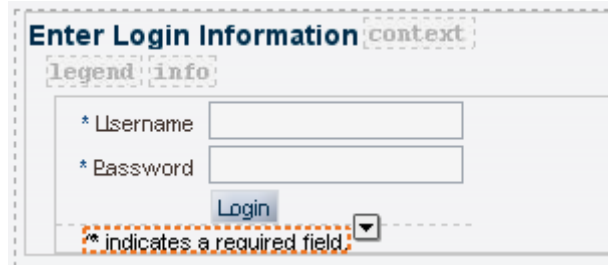 Enter Login Information context
legend info
* Username
* Password
Login
* indicates a required field.